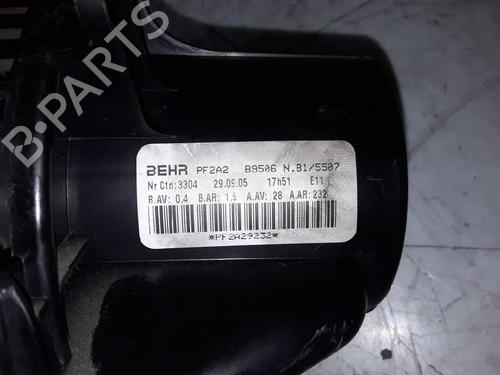 BEHR PF2A2 B9506 N.B1/5507
Nr Ctrl:3304 29.09.05 17h51 E11
B.AV: 0.4 B.AR: 1.5 A.AV: 28 A.AR: 232
*PF2A29232*
B-PARTS